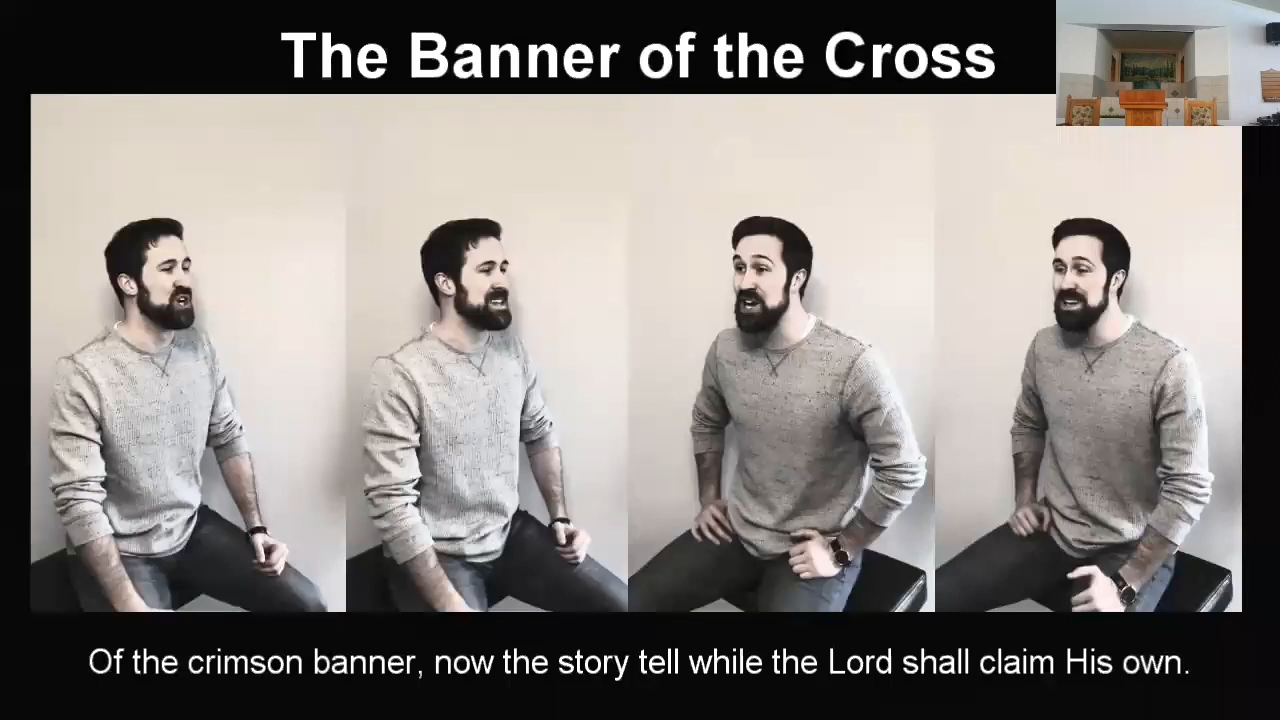 The Banner of the Cross
Of the crimson banner, now the story tell while the Lord shall claim His own.